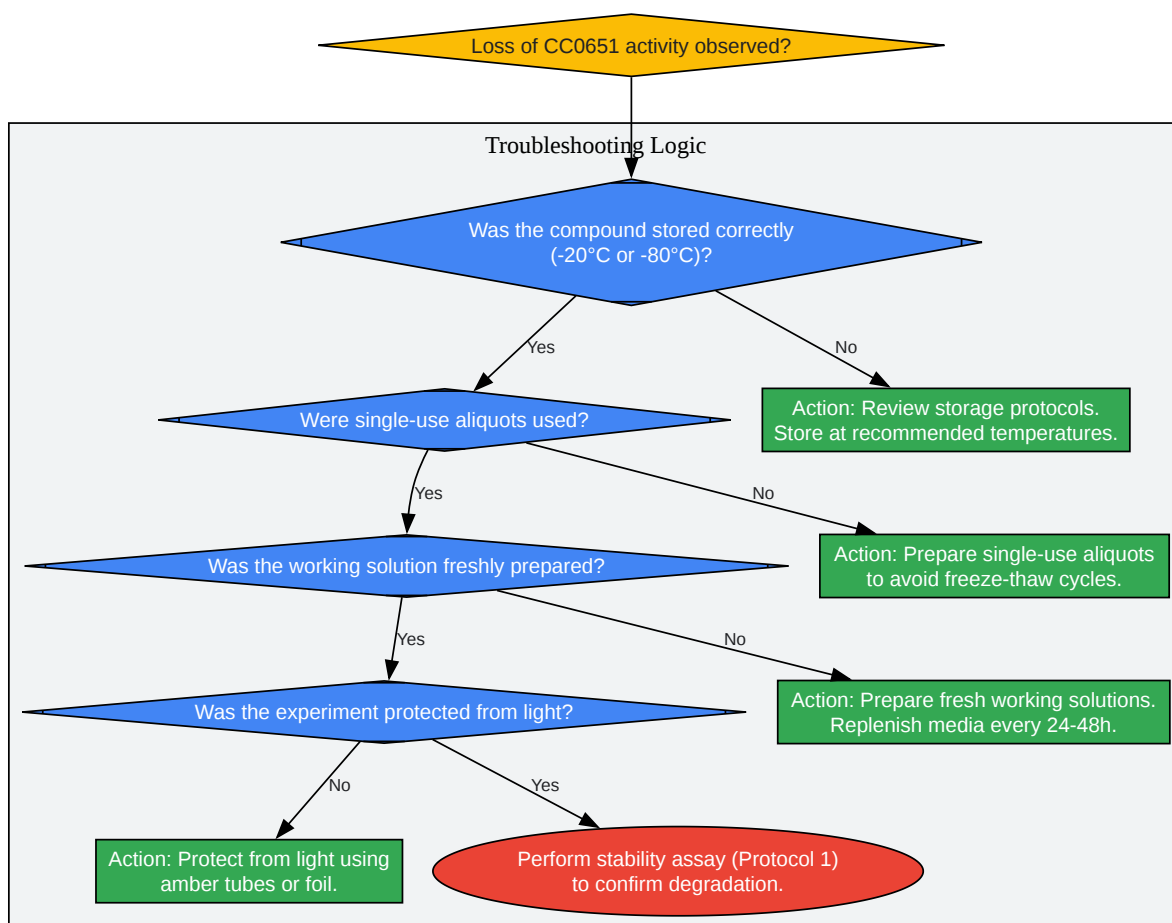 Loss of CC0651 activity observed?
Troubleshooting Logic
Was the compound stored correctly
(-20°C or -80°C)?
Yes
No
Were single-use aliquots used?
Action: Review storage protocols.
Store at recommended temperatures.
Yes
No
Was the working solution freshly prepared?
Action: Prepare single-use aliquots
to avoid freeze-thaw cycles.
Yes
No
Was the experiment protected from light?
Action: Prepare fresh working solutions.
Replenish media every 24-48h.
No
Yes
Action: Protect from light using
amber tubes or foil.
Perform stability assay (Protocol 1)
to confirm degradation.